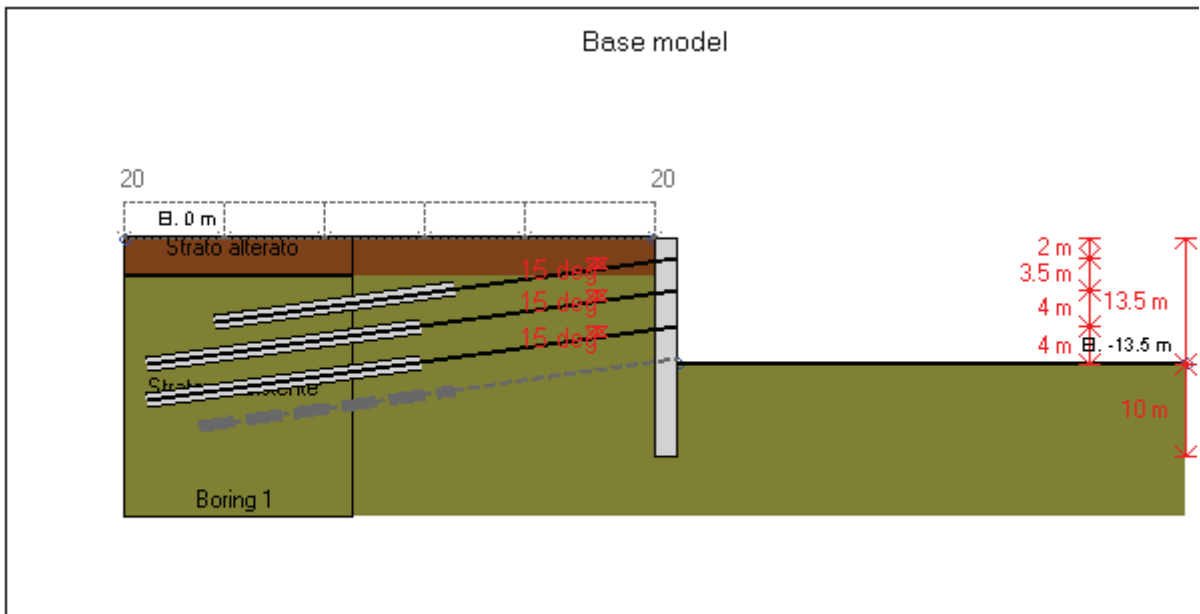 Base model
20
20
El. 0 m
Strato alterato
15 deg
15 deg
15 deg
Boring 1
2 m
3.5 m
4 m
13.5 m
4 m
El. -13.5 m
10 m